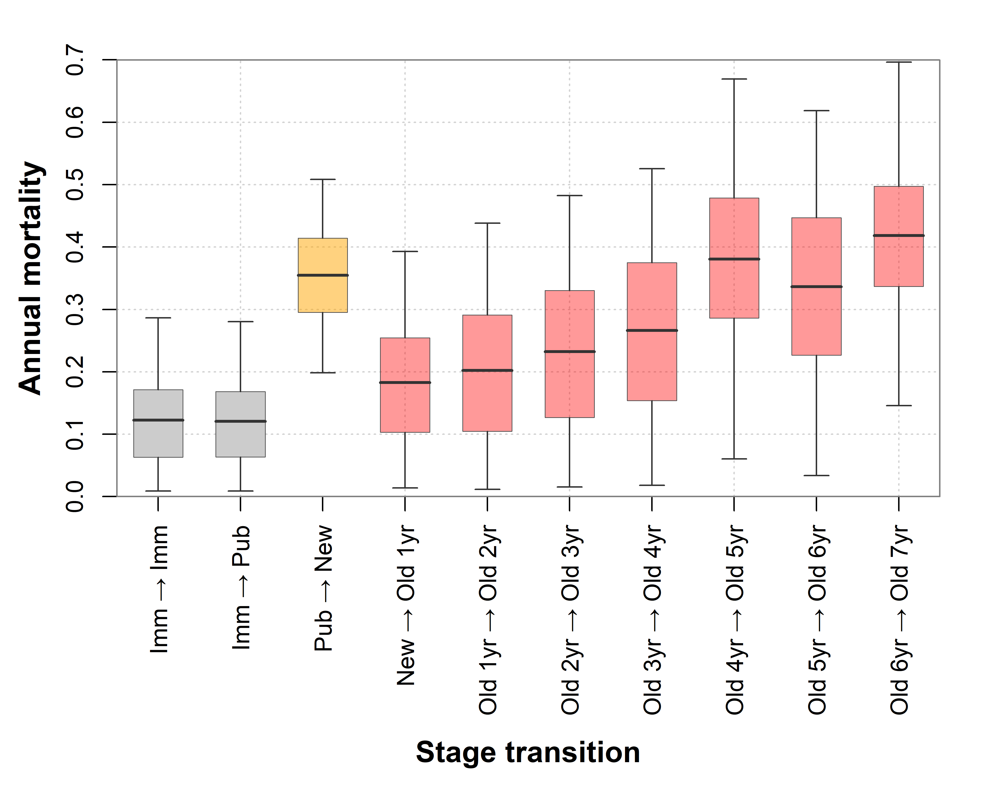 Annual mortality
0.7
0.6
0.5
0.4
0.3
0.2
0.1
0.0
Imm → Imm
Imm → Pub
Pub → New
New → Old 1yr
Old 1yr → Old 2yr
Old 2yr → Old 3yr
Old 3yr → Old 4yr
Old 4yr → Old 5yr
Old 5yr → Old 6yr
Old 6yr → Old 7yr
Stage transition